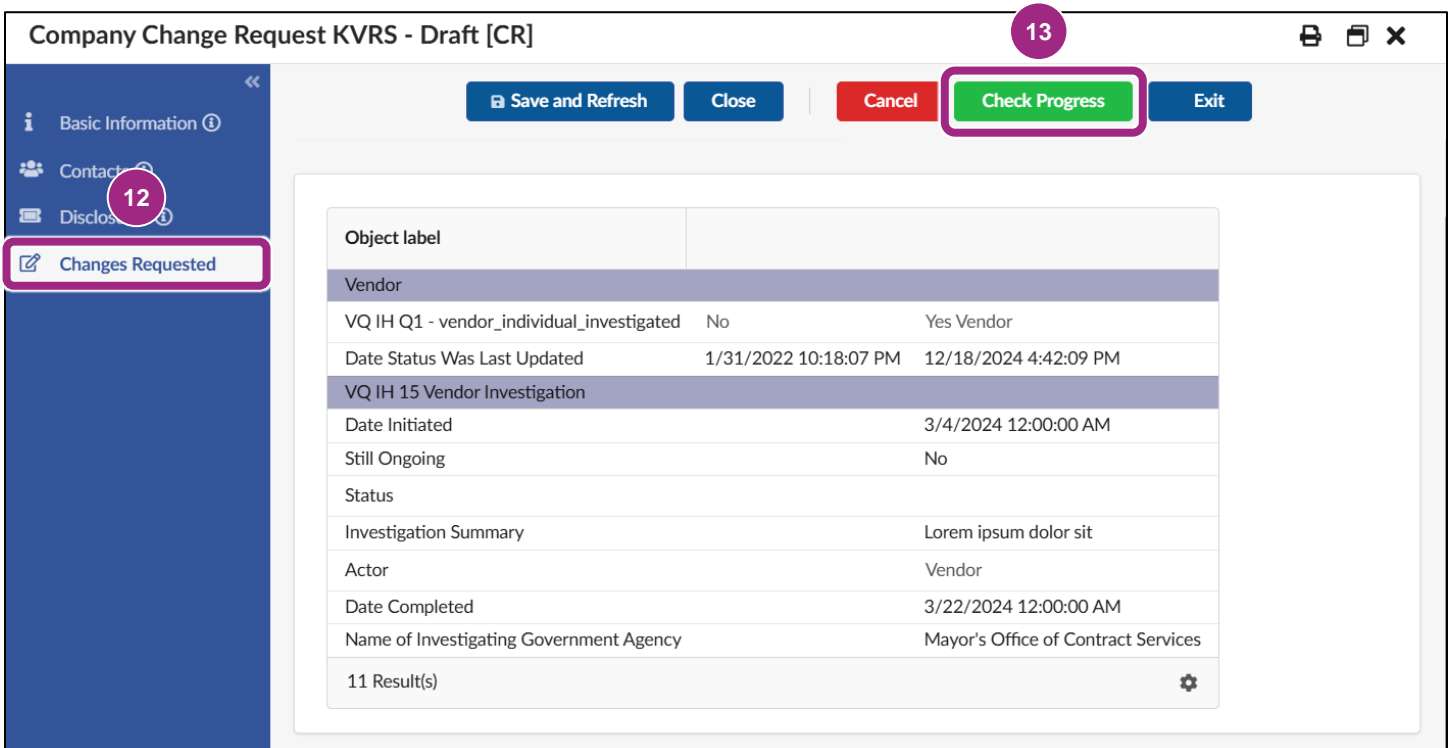 13
Company Change Request KVRS - Draft [CR]
Save and Refresh Close Cancel Check Progress Exit
Basic Information
Contacts
12
Changes Requested
Object label
Vendor
VQ IH Q1 - vendor_individual_investigated No Yes Vendor
Date Status Was Last Updated 1/31/2022 10:18:07 PM 12/18/2024 4:42:09 PM
VQ IH 15 Vendor Investigation
Date Initiated 3/4/2024 12:00:00 AM
Still Ongoing No
Status
Investigation Summary Lorem ipsum dolor sit
Actor Vendor
Date Completed 3/22/2024 12:00:00 AM
Name of Investigating Government Agency Mayor's Office of Contract Services
11 Result(s)